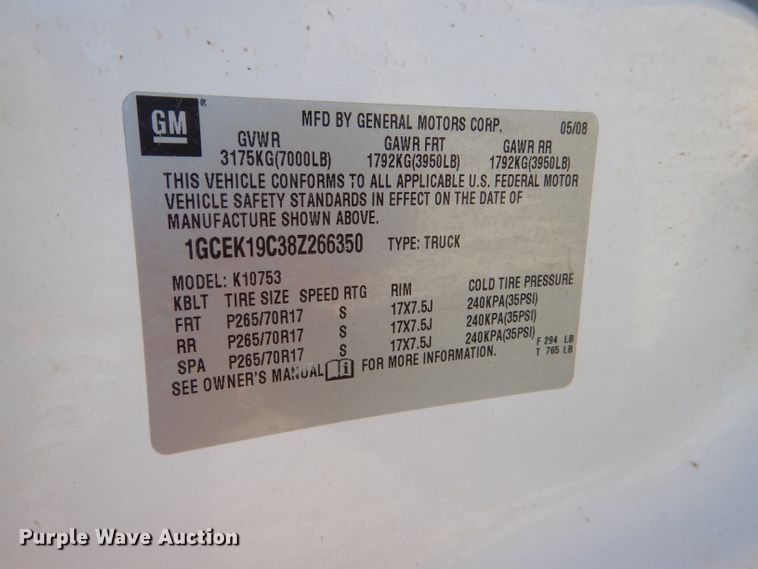 GM ® MFD BY GENERAL MOTORS CORP. 05/08
GVWR GAWR FRT GAWR RR
3175KG(7000LB) 1792KG(3950LB) 1792KG(3950LB)
THIS VEHICLE CONFORMS TO ALL APPLICABLE U.S. FEDERAL MOTOR
VEHICLE SAFETY STANDARDS IN EFFECT ON THE DATE OF
MANUFACTURE SHOWN ABOVE.
1GCEK19C38Z266350 TYPE: TRUCK
MODEL: K10753
KBLT TIRE SIZE SPEED RTG RIM COLD TIRE PRESSURE
FRT P265/70R17 S 17X7.5J 240KPA(35PSI)
RR P265/70R17 S 17X7.5J 240KPA(35PSI)
SPA P265/70R17 S 17X7.5J 240KPA(35PSI)
F 294 LB
T 765 LB
SEE OWNER'S MANUAL FOR MORE INFORMATION.
Purple Wave Auction